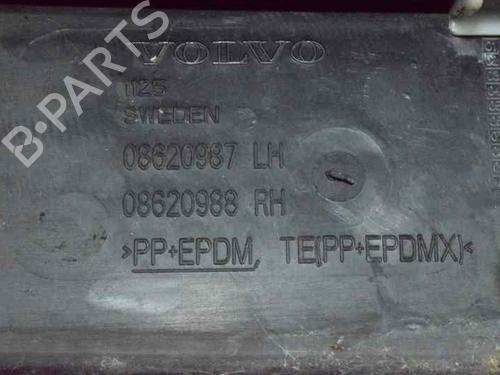 VOLVO
1125
SWEDEN
08620987 LH
08620988 RH
>PP+EPDM, TE(PP+EPDMX)<
B-PARTS